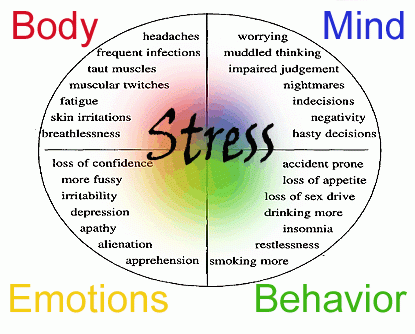 Body
headaches
frequent infections
taut muscles
muscular twitches
fatigue
skin irritations
breathlessness
Mind
worrying
muddled thinking
impaired judgement
nightmares
indecisions
negativity
hasty decisions
Stress
loss of confidence
more fussy
irritability
depression
apathy
alienation
apprehension
Emotions
accident prone
loss of appetite
loss of sex drive
drinking more
insomnia
restlessness
smoking more
Behavior